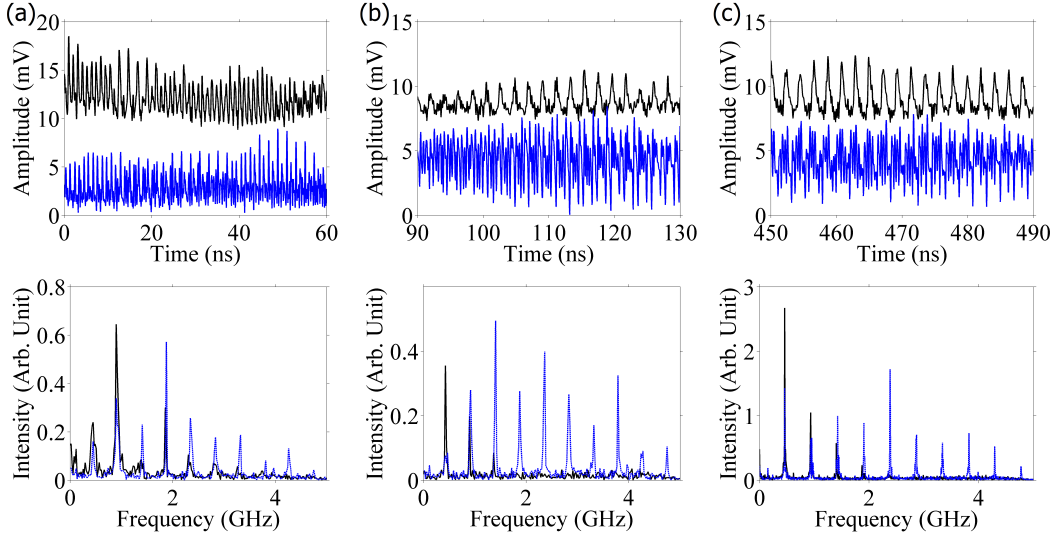 (a) (b) (c)
20 15 15
15
10 10
10
5 5
5
0 0 0
Amplitude (mV) Amplitude (mV) Amplitude (mV)
0 20 40 60 90 100 110 120 130 450 460 470 480 490
Time (ns) Time (ns) Time (ns)
0.8 3
0.6
0.4 2
0.4
0.2 1
0.2
0 0 0
Intensity (Arb. Unit) Intensity (Arb. Unit) Intensity (Arb. Unit)
0 2 4 0 2 4 0 2 4
Frequency (GHz) Frequency (GHz) Frequency (GHz)